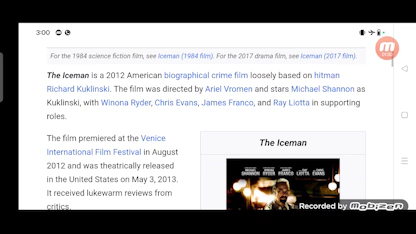 3:00
For the 1984 science fiction film, see Iceman (1984 film). For the 2017 drama film, see Iceman (2017 film).
The Iceman is a 2012 American biographical crime film loosely based on hitman
Richard Kuklinski. The film was directed by Ariel Vromen and stars Michael Shannon as
Kuklinski, with Winona Ryder, Chris Evans, James Franco, and Ray Liotta in supporting
roles.
The film premiered at the Venice
International Film Festival in August
2012 and was theatrically released
in the United States on May 3, 2013.
It received lukewarm reviews from
critics.
The Iceman
Recorded by Mobizen